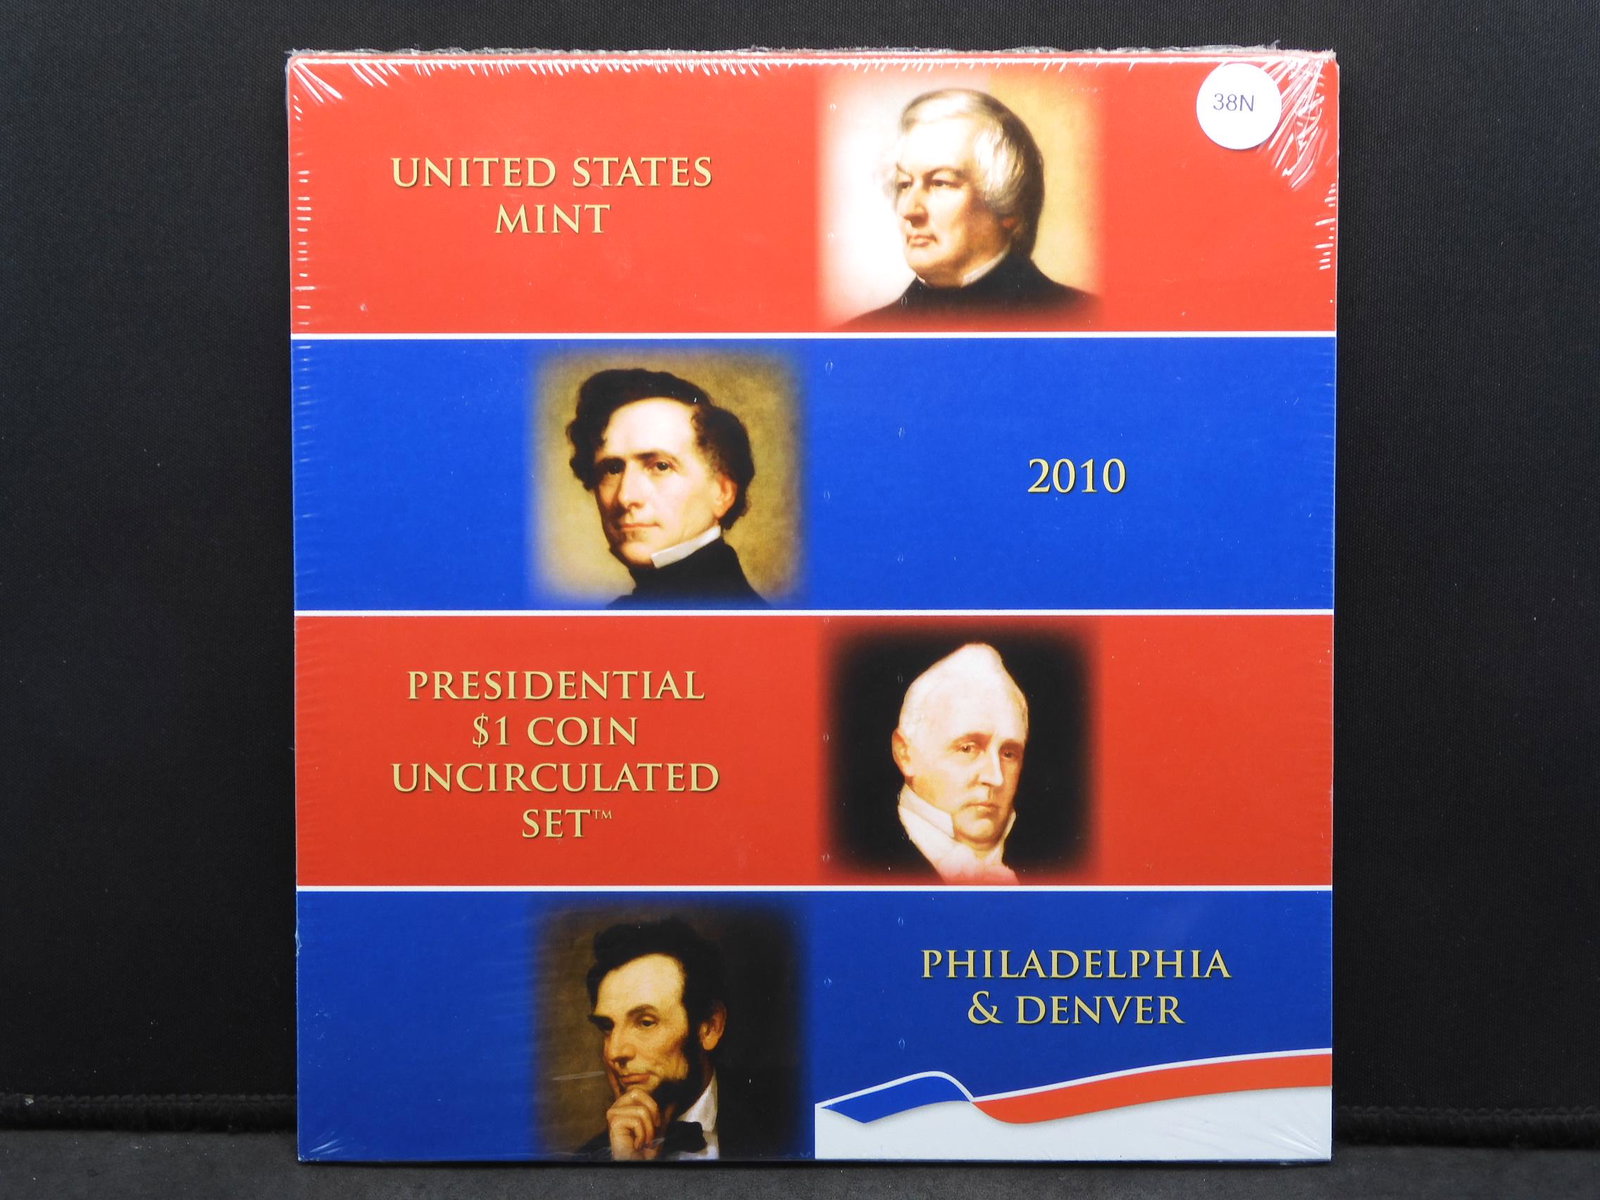 38N
UNITED STATES
MINT
2010
PRESIDENTIAL
$1 COIN
UNCIRCULATED
SET™
PHILADELPHIA
& DENVER